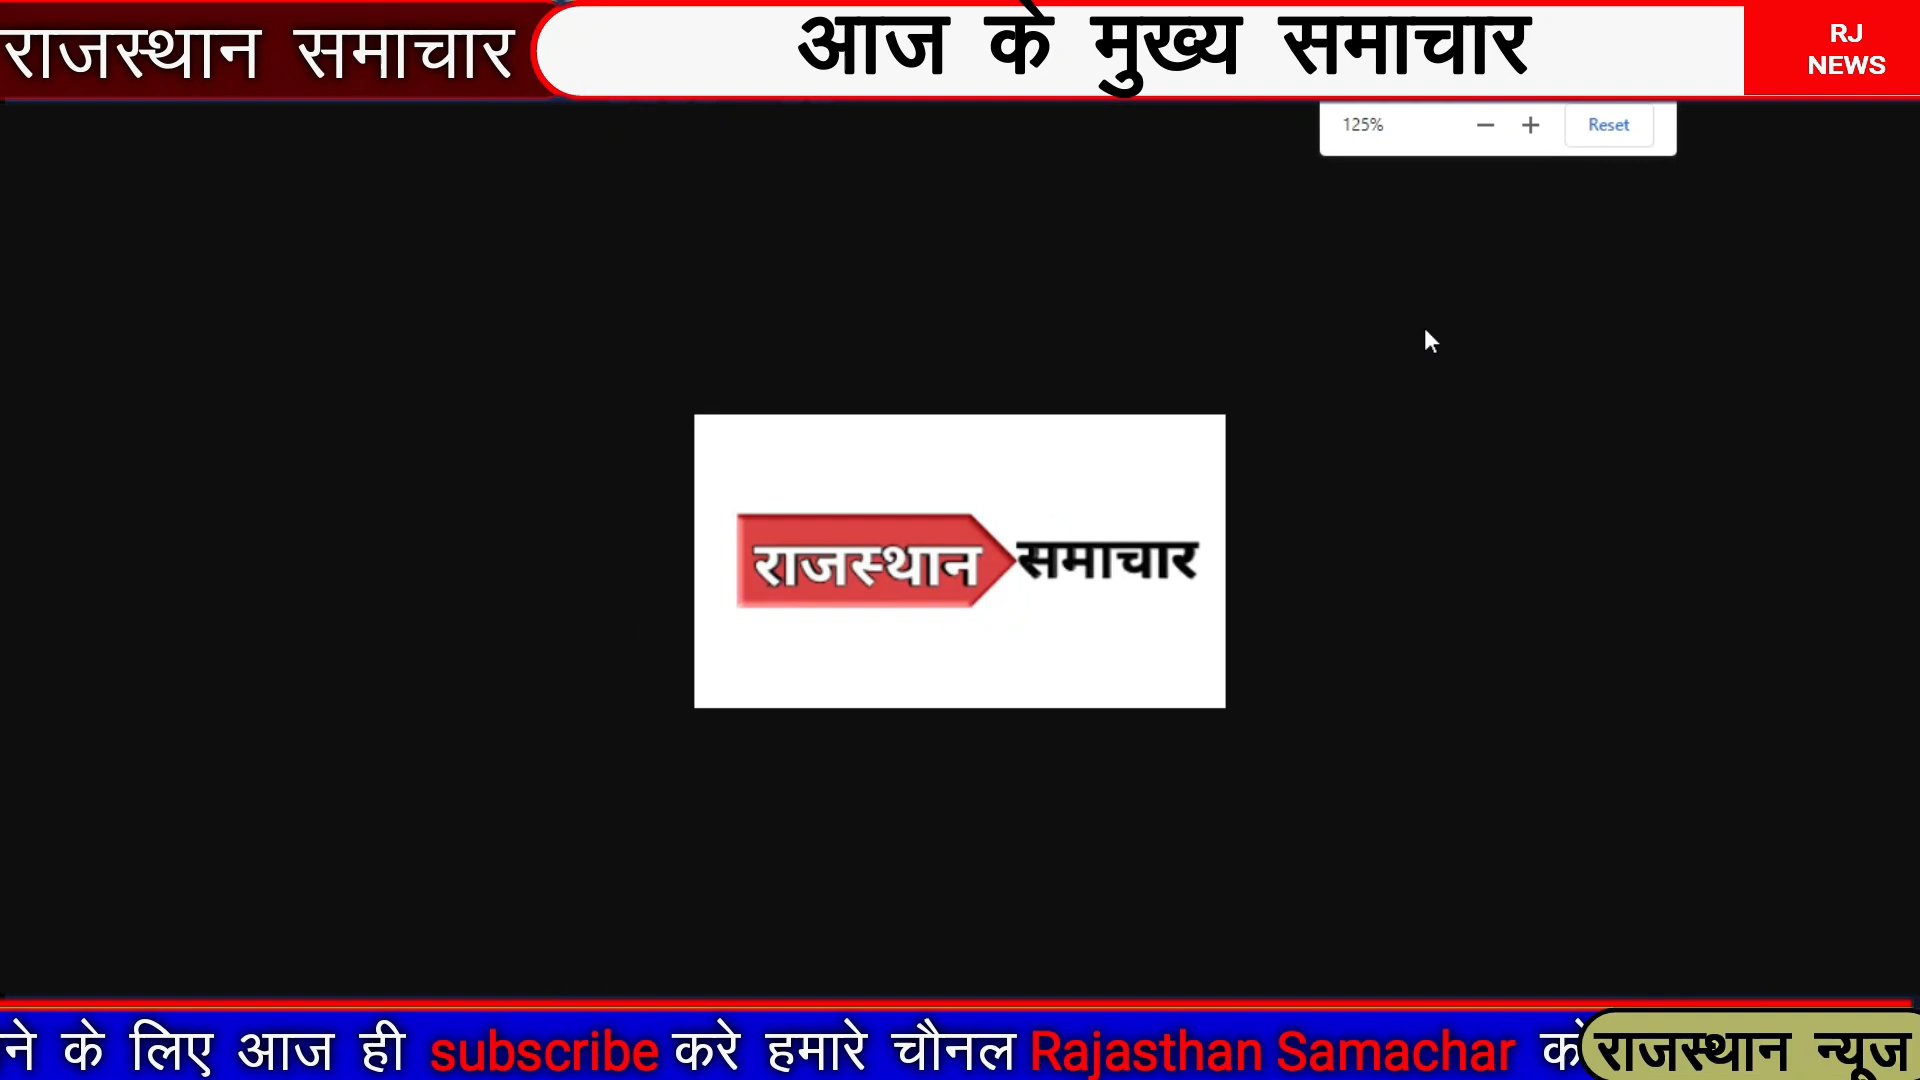 राजस्थान समाचार
आज के मुख्य समाचार
RJ
NEWS
125%
Reset
राजस्थान
समाचार
ने के लिए आज ही subscribe करे हमारे चौनल Rajasthan Samachar को
राजस्थान न्यूज